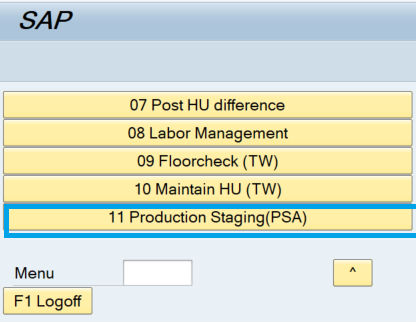 SAP
07 Post HU difference
08 Labor Management
09 Floorcheck (TW)
10 Maintain HU (TW)
11 Production Staging(PSA)
Menu ^
F1 Logoff